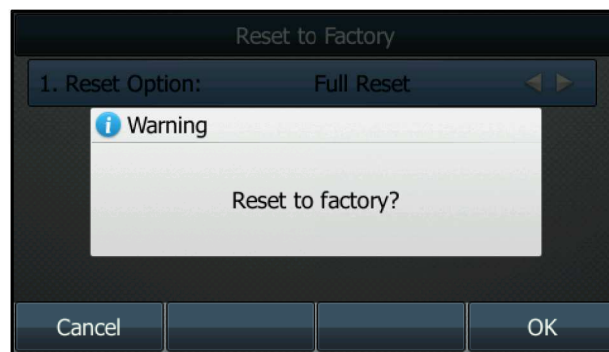 Reset to Factory
1. Reset Option: Full Reset
Warning
Reset to factory?
Cancel OK